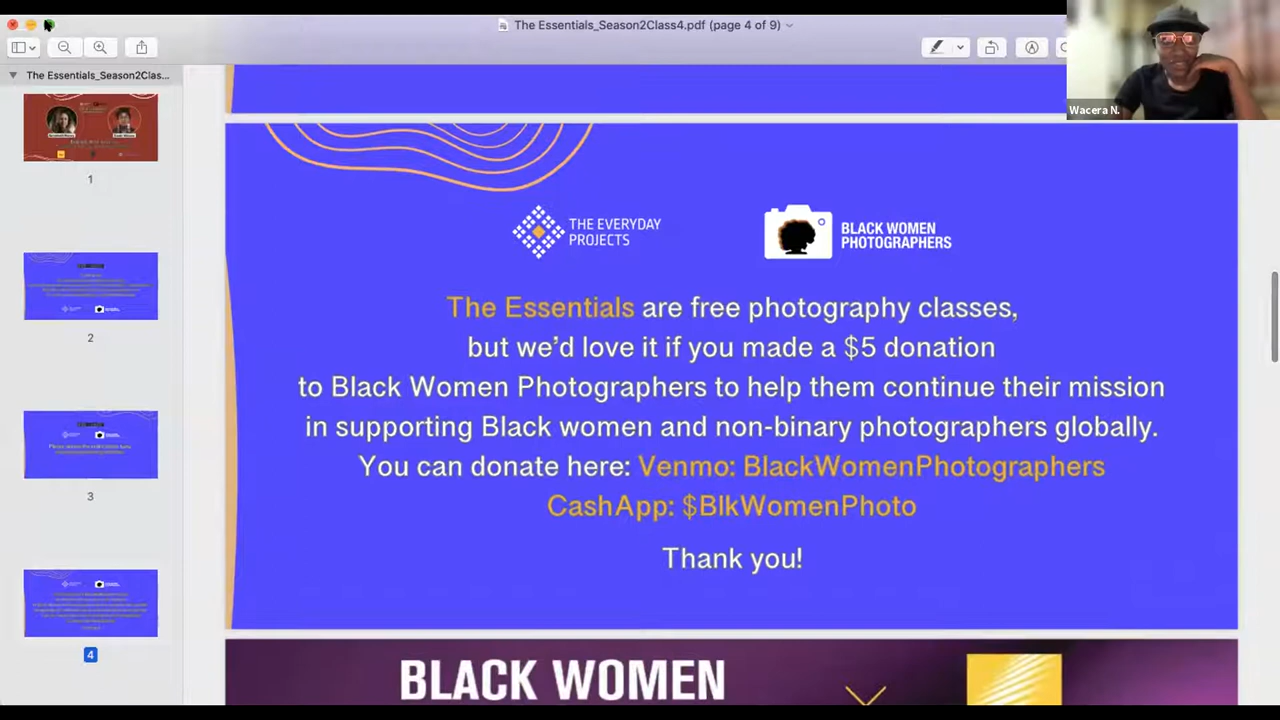 The Essentials_Season2Class4.pdf (page 4 of 9)
The Essentials_Season2Clas...
Wacera N.
1
2
3
4
THE EVERYDAY
PROJECTS
BLACK WOMEN
PHOTOGRAPHERS
The Essentials are free photography classes,
but we’d love it if you made a $5 donation
to Black Women Photographers to help them continue their mission
in supporting Black women and non-binary photographers globally.
You can donate here: Venmo: BlackWomenPhotographers
CashApp: $BlkWomenPhoto
Thank you!
BLACK WOMEN